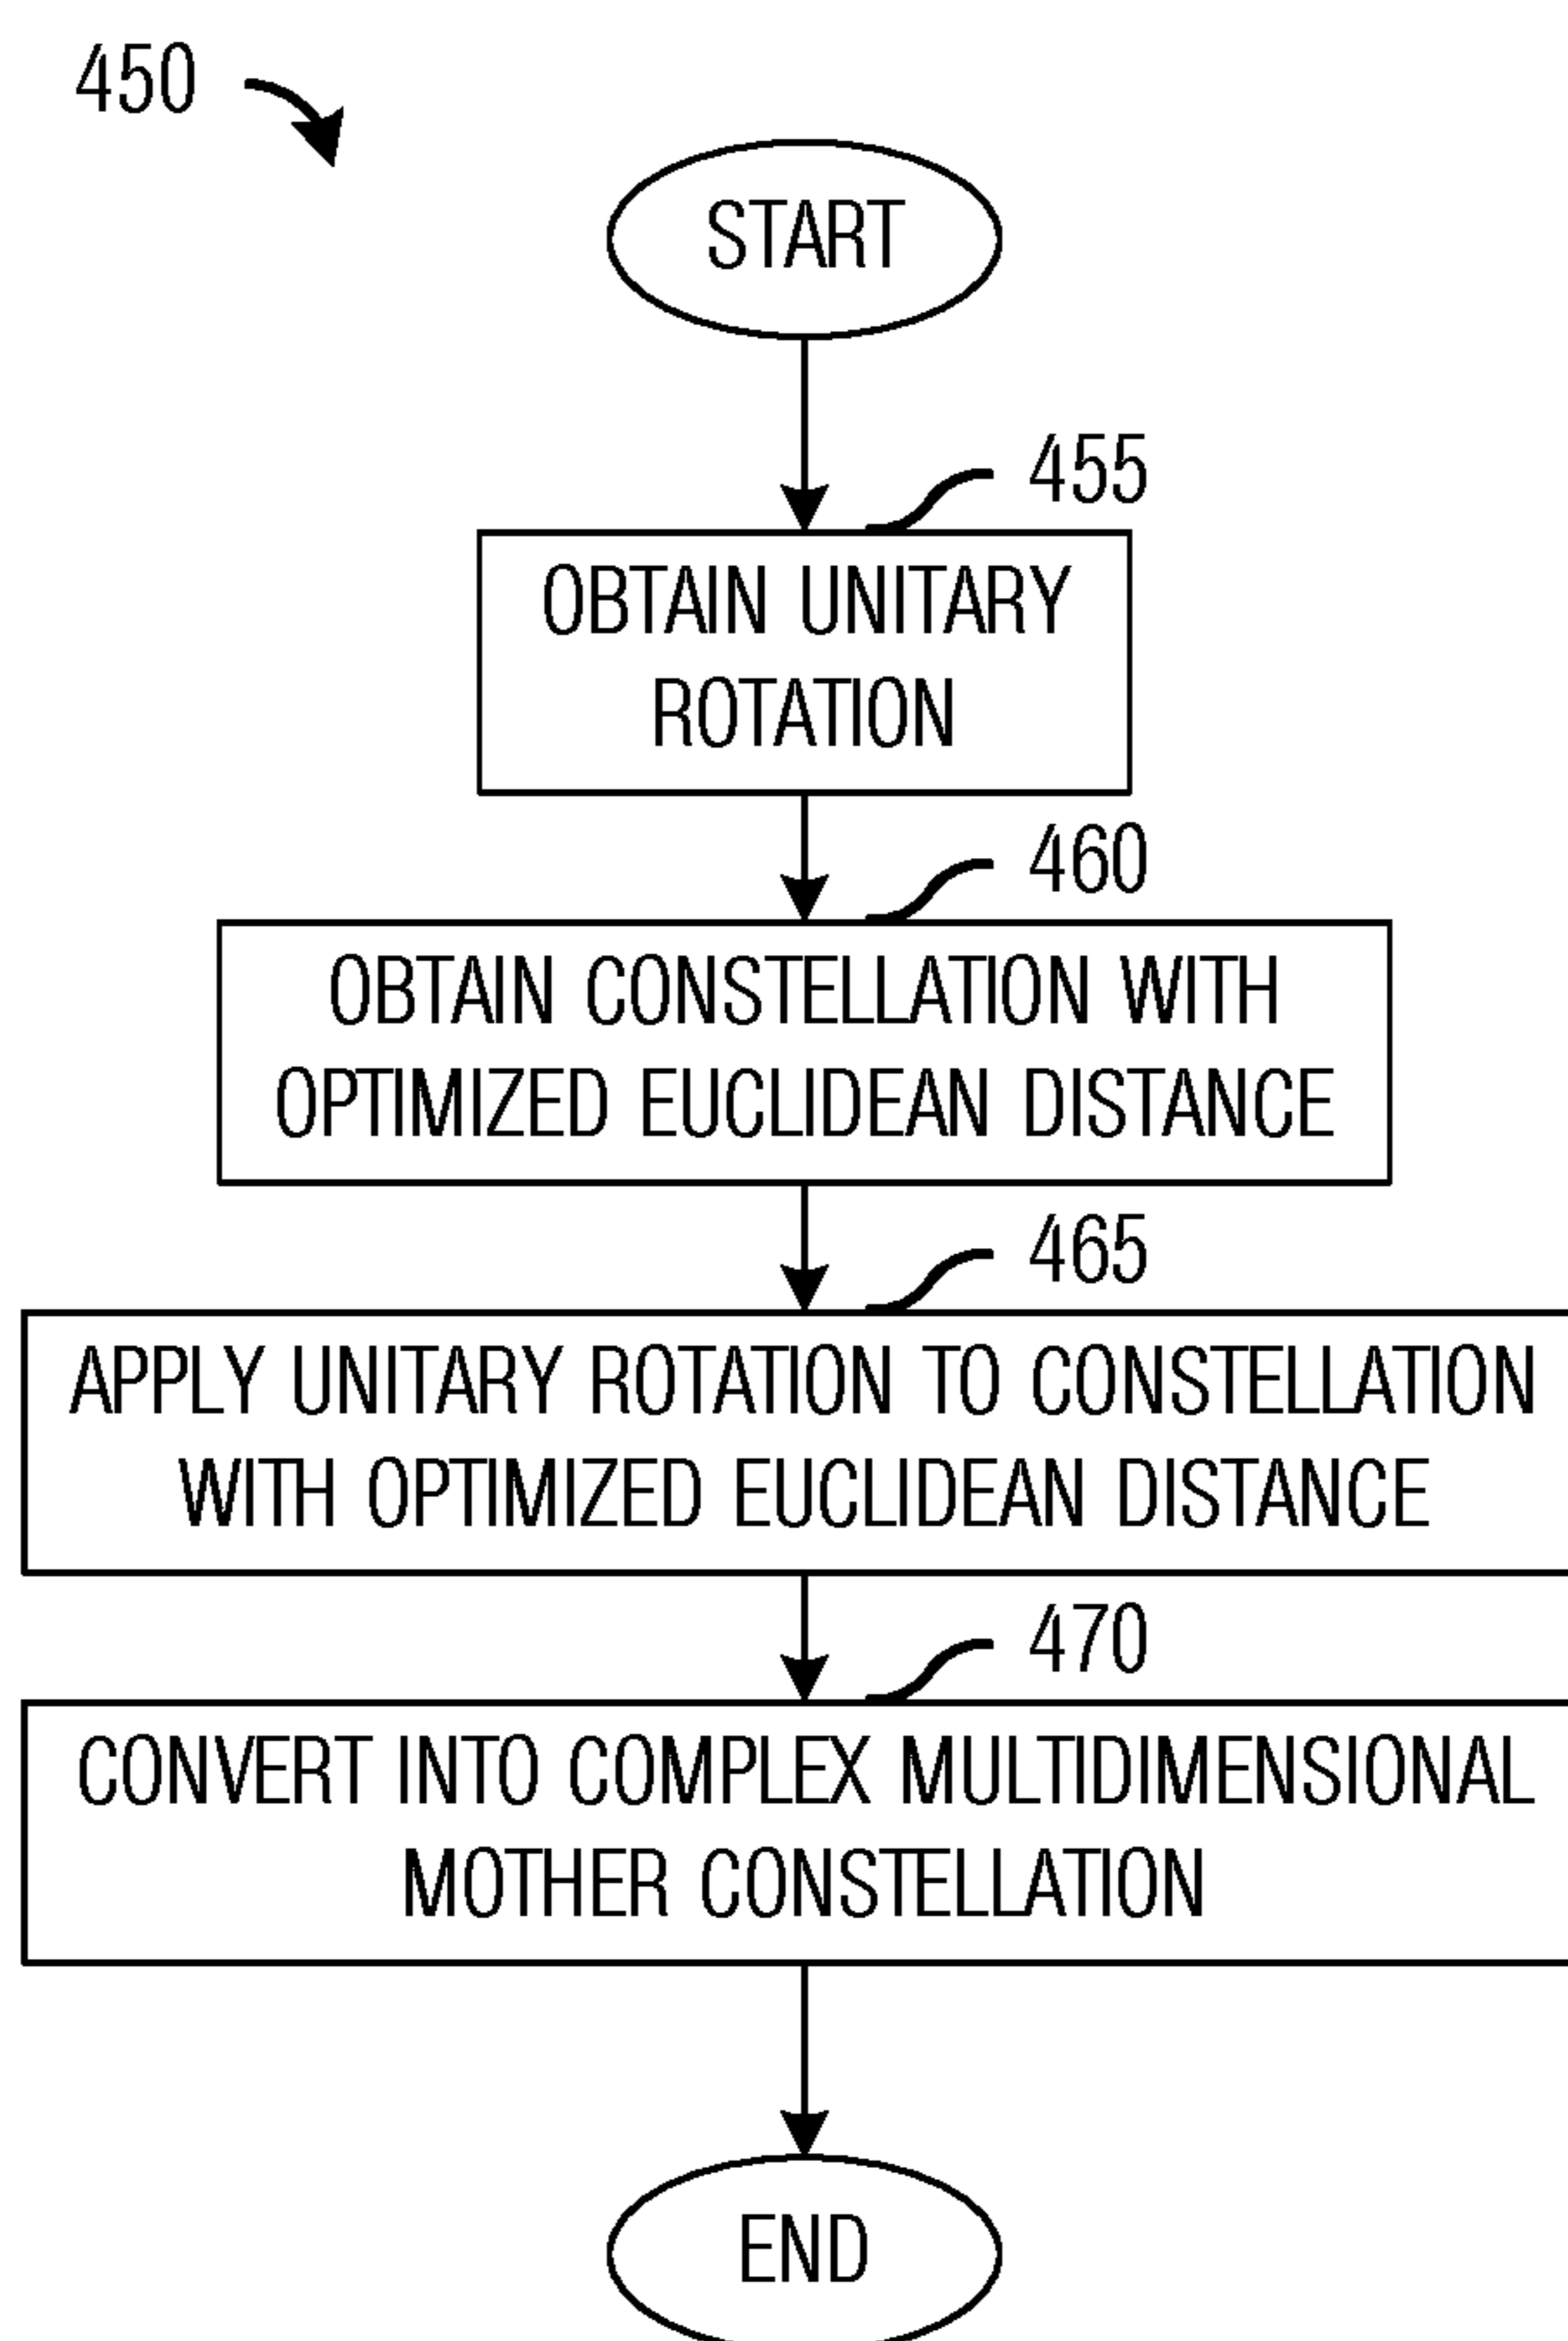 450
START
455
OBTAIN UNITARY
ROTATION
460
OBTAIN CONSTELLATION WITH
OPTIMIZED EUCLIDEAN DISTANCE
465
APPLY UNITARY ROTATION TO CONSTELLATION
WITH OPTIMIZED EUCLIDEAN DISTANCE
470
CONVERT INTO COMPLEX MULTIDIMENSIONAL
MOTHER CONSTELLATION
END